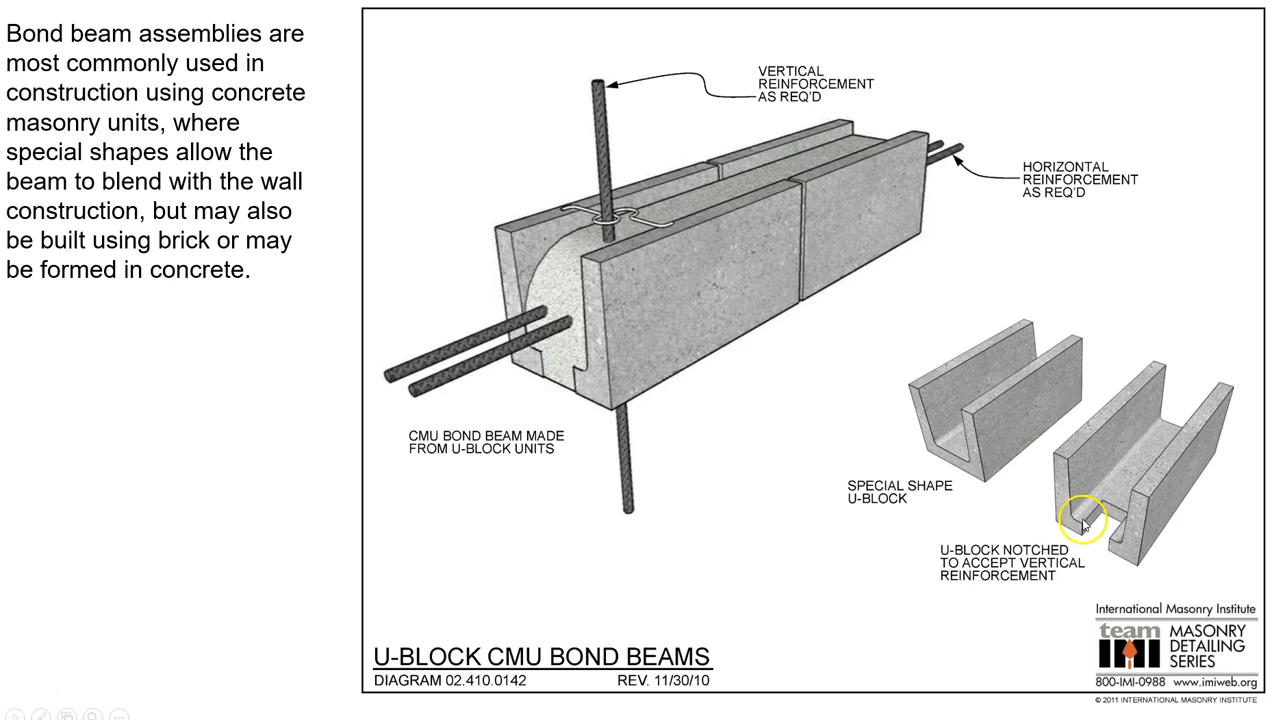 Bond beam assemblies are
most commonly used in
construction using concrete
masonry units, where
special shapes allow the
beam to blend with the wall
construction, but may also
be built using brick or may
be formed in concrete.
VERTICAL
REINFORCEMENT
AS REQ'D
HORIZONTAL
REINFORCEMENT
AS REQ'D
CMU BOND BEAM MADE
FROM U-BLOCK UNITS
SPECIAL SHAPE
U-BLOCK
U-BLOCK NOTCHED
TO ACCEPT VERTICAL
REINFORCEMENT
U-BLOCK CMU BOND BEAMS
DIAGRAM 02.410.0142 REV. 11/30/10
International Masonry Institute
team
IMI
MASONRY
DETAILING
SERIES
800-IMI-0988 www.imiweb.org
© 2011 INTERNATIONAL MASONRY INSTITUTE